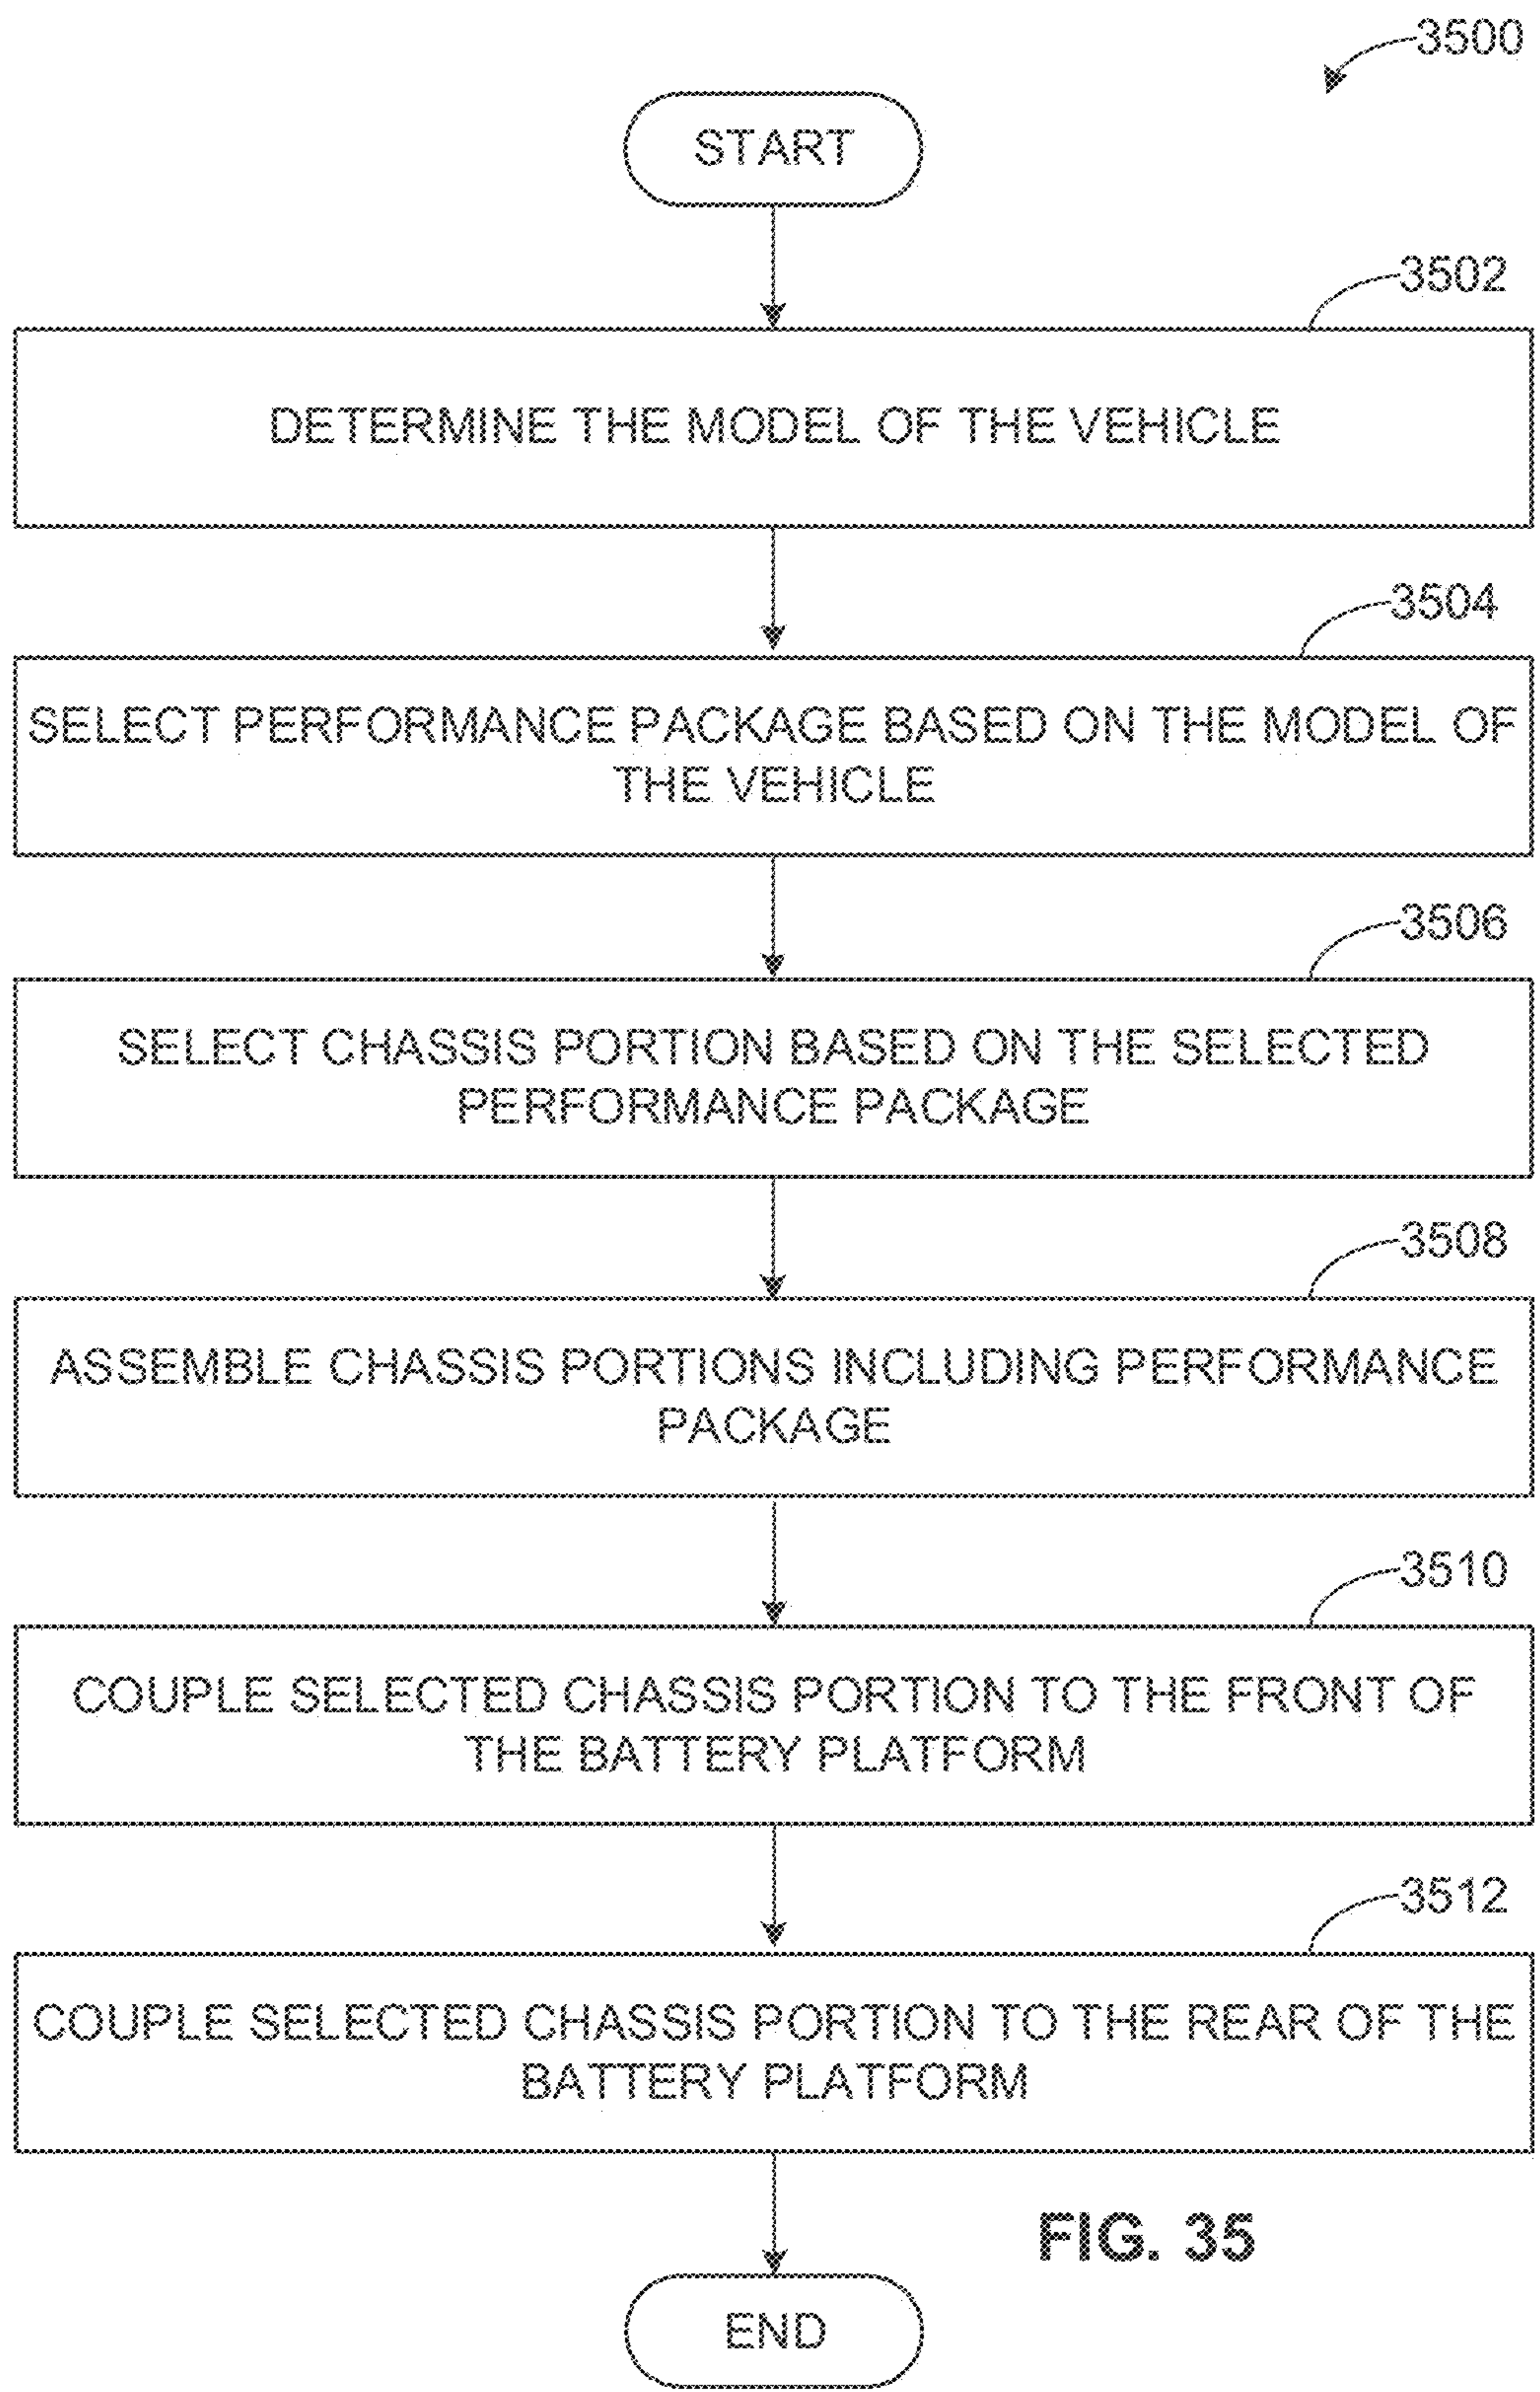 3500
START
3502
DETERMINE THE MODEL OF THE VEHICLE
3504
SELECT PERFORMANCE PACKAGE BASED ON THE MODEL OF
THE VEHICLE
3506
SELECT CHASSIS PORTION BASED ON THE SELECTED
PERFORMANCE PACKAGE
3508
ASSEMBLE CHASSIS PORTIONS INCLUDING PERFORMANCE
PACKAGE
3510
COUPLE SELECTED CHASSIS PORTION TO THE FRONT OF
THE BATTERY PLATFORM
3512
COUPLE SELECTED CHASSIS PORTION TO THE REAR OF THE
BATTERY PLATFORM
FIG. 35
END